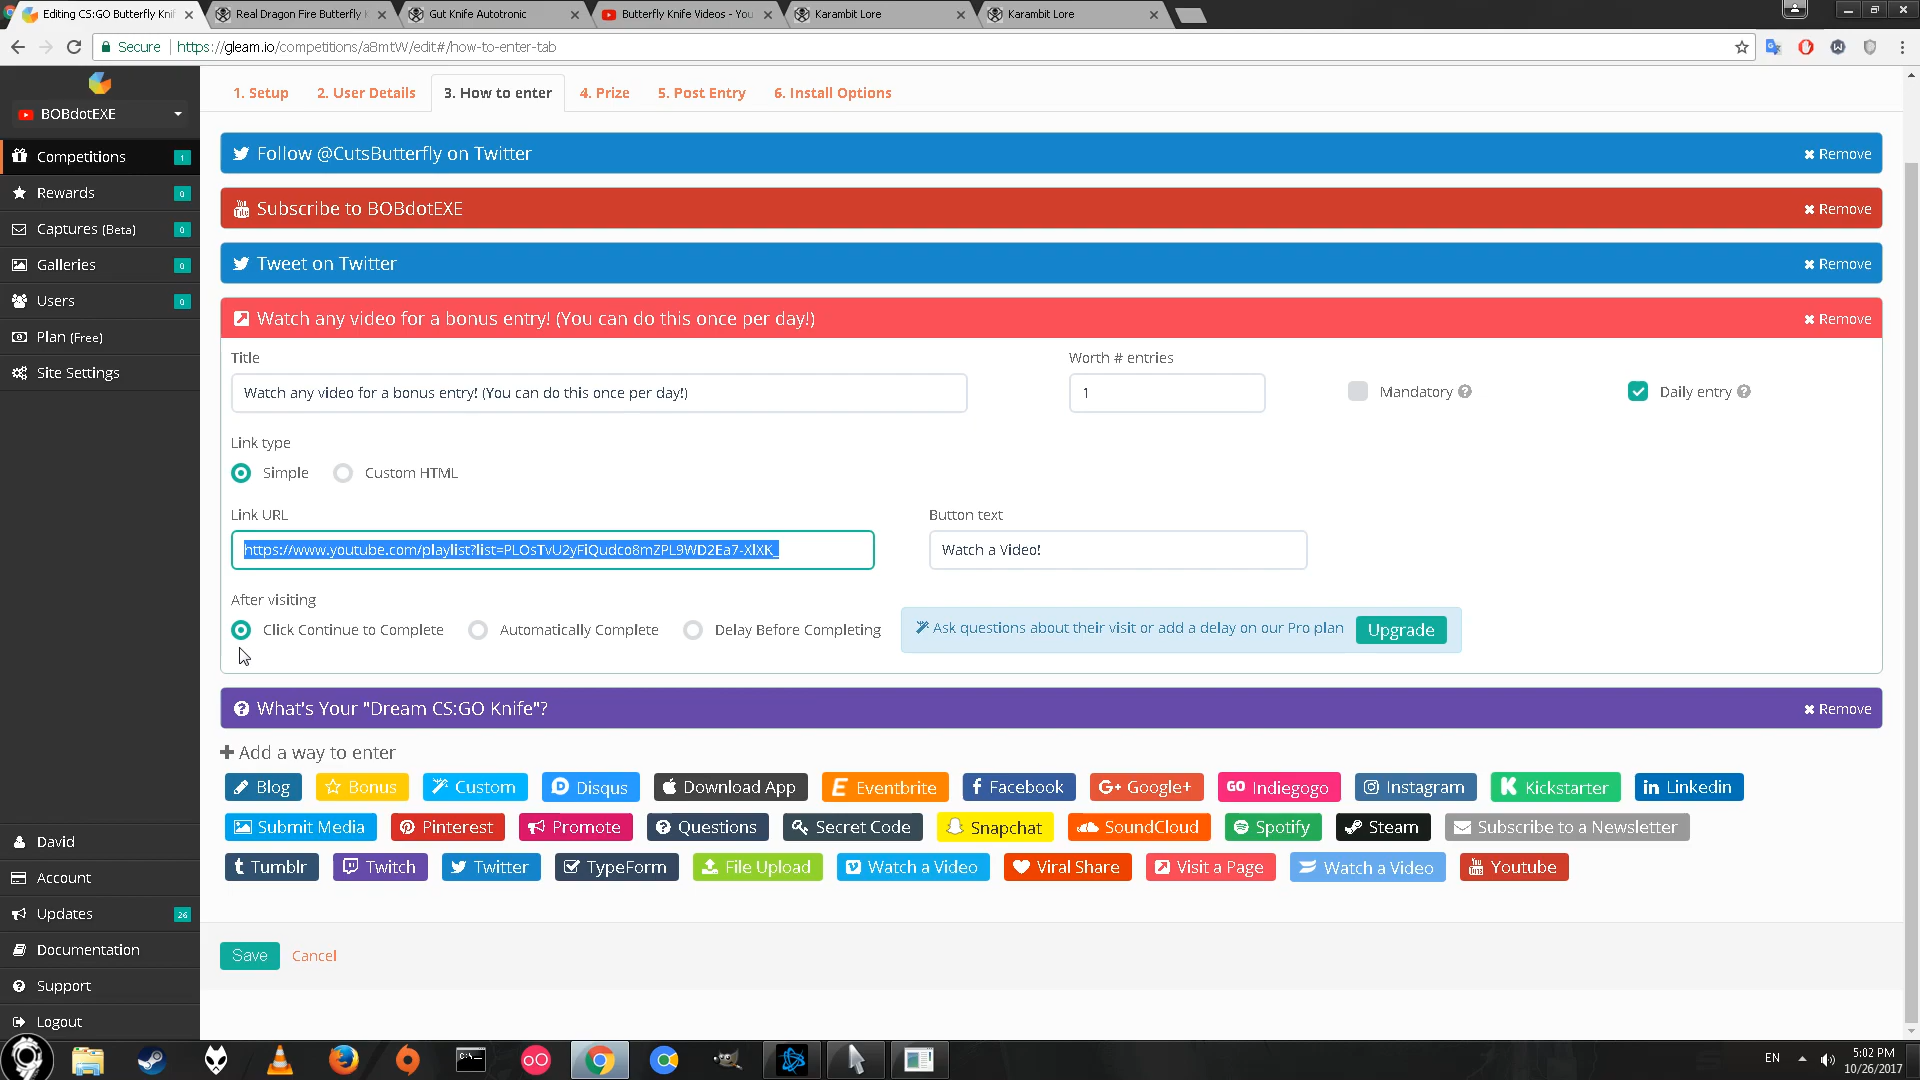 Editing CS:GO Butterfly Knif
Real Dragon Fire Butterfly K
Gut Knife Autotronic
Butterfly Knife Videos - You
Karambit Lore
Karambit Lore
Secure
https://gleam.io/competitions/a8mtW/edit#/how-to-enter-tab
BOBdotEXE
Competitions 1
Rewards 0
Captures (Beta) 0
Galleries 0
Users 0
Plan (Free)
Site Settings
David
Account
Updates 26
Documentation
Support
Logout
1. Setup
2. User Details
3. How to enter
4. Prize
5. Post Entry
6. Install Options
Follow @CutsButterfly on Twitter
Remove
Subscribe to BOBdotEXE
Remove
Tweet on Twitter
Remove
Watch any video for a bonus entry! (You can do this once per day!)
Remove
Title
Worth # entries
Watch any video for a bonus entry! (You can do this once per day!)
1
Mandatory
Daily entry
Link type
Simple
Custom HTML
Link URL
Button text
https://www.youtube.com/playlist?list=PLOsTvU2yFiQudco8mZPL9WD2Ea7-XlXK_
Watch a Video!
After visiting
Click Continue to Complete
Automatically Complete
Delay Before Completing
Ask questions about their visit or add a delay on our Pro plan
Upgrade
What's Your "Dream CS:GO Knife"?
Remove
Add a way to enter
Blog
Bonus
Custom
Disqus
Download App
Eventbrite
Facebook
G+ Google+
GO Indiegogo
Instagram
Kickstarter
Linkedin
Submit Media
Pinterest
Promote
Questions
Secret Code
Snapchat
SoundCloud
Spotify
Steam
Subscribe to a Newsletter
Tumblr
Twitch
Twitter
TypeForm
File Upload
Watch a Video
Viral Share
Visit a Page
Watch a Video
Youtube
Save
Cancel
EN
5:02 PM
10/26/2017